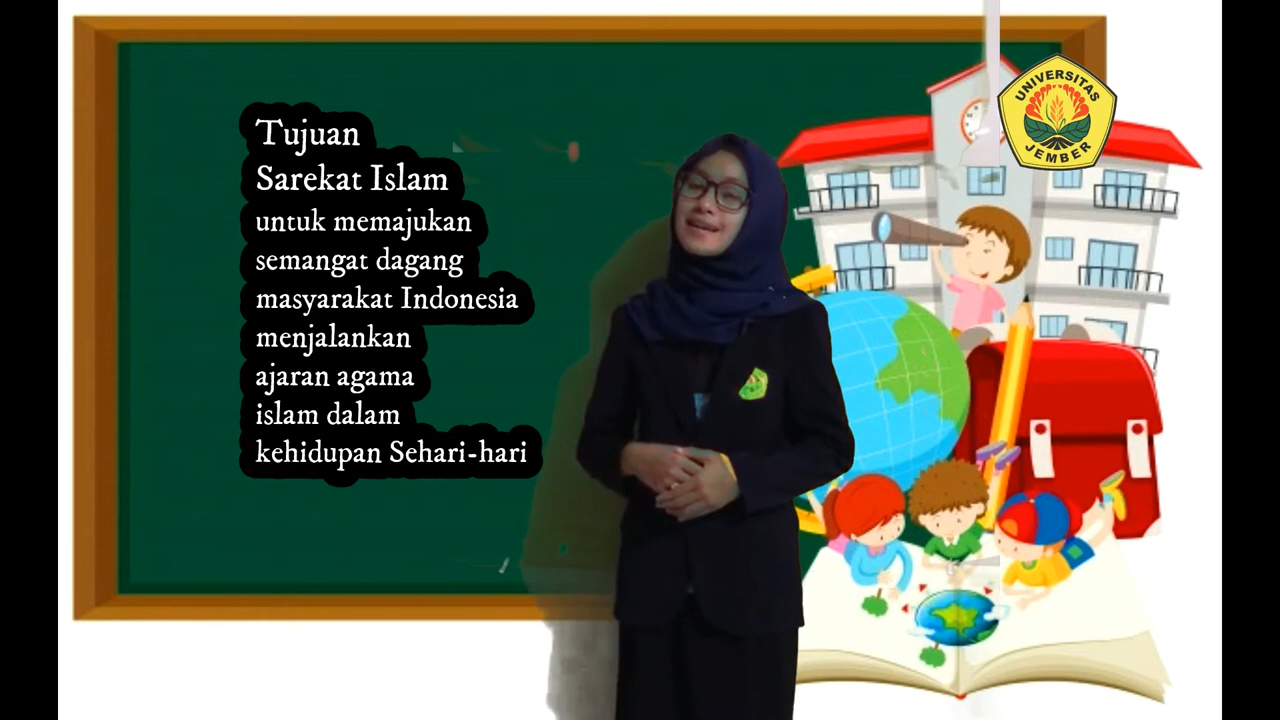 Tujuan
Sarekat Islam
untuk memajukan
semangat dagang
masyarakat Indonesia
menjalankan
ajaran agama
islam dalam
kehidupan Sehari-hari
UNIVERSITAS
JEMBER